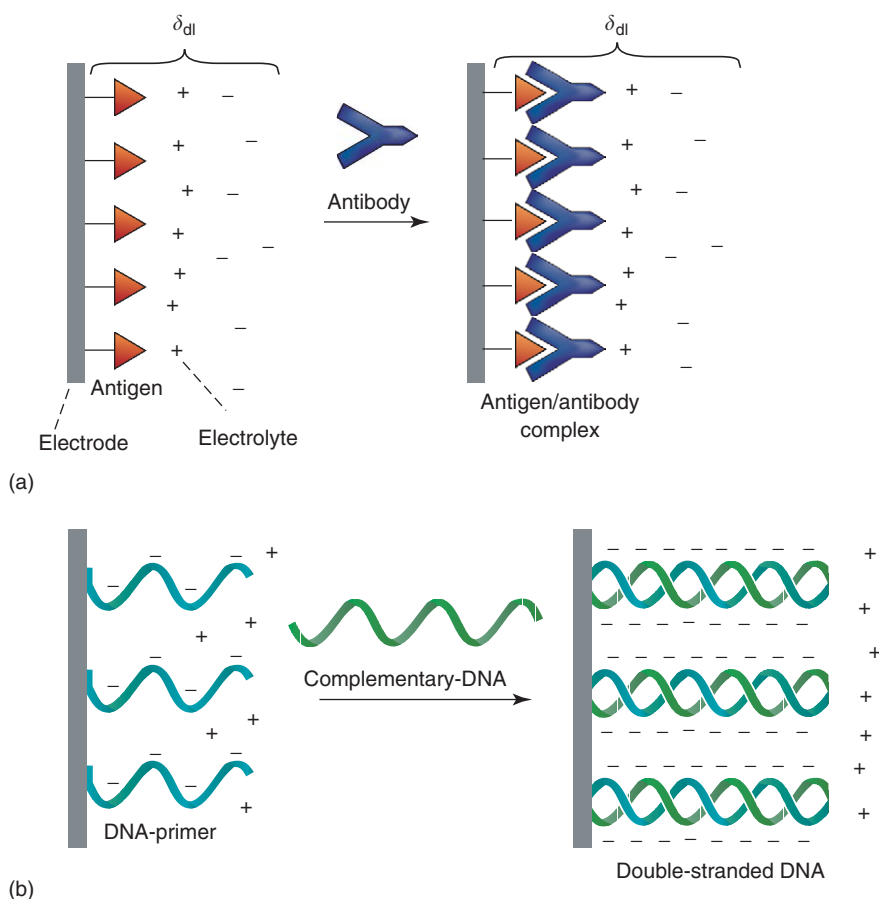 δdl
δdl
Antibody
Antigen
Electrode
Electrolyte
Antigen/antibody
complex
(a)
Complementary-DNA
DNA-primer
Double-stranded DNA
(b)